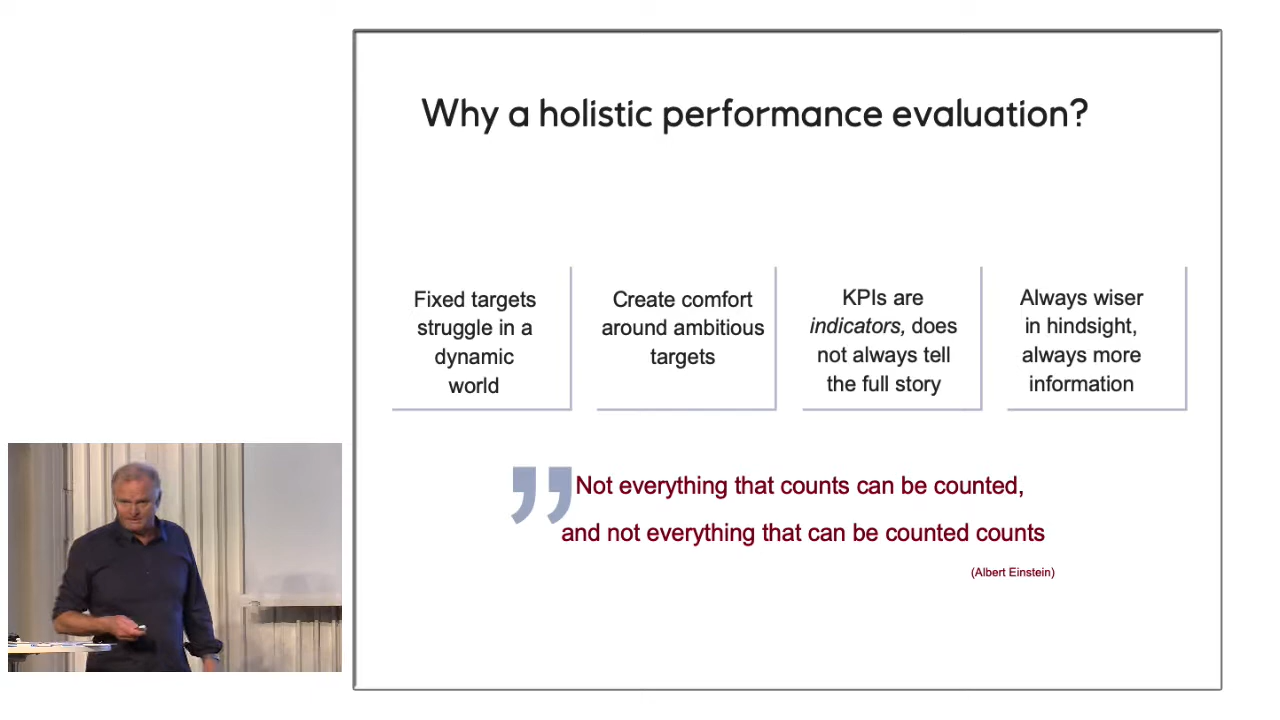 Why a holistic performance evaluation?
Fixed targets
struggle in a
dynamic
world
Create comfort
around ambitious
targets
KPIs are
indicators, does
not always tell
the full story
Always wiser
in hindsight,
always more
information
”Not everything that counts can be counted,
and not everything that can be counted counts
(Albert Einstein)